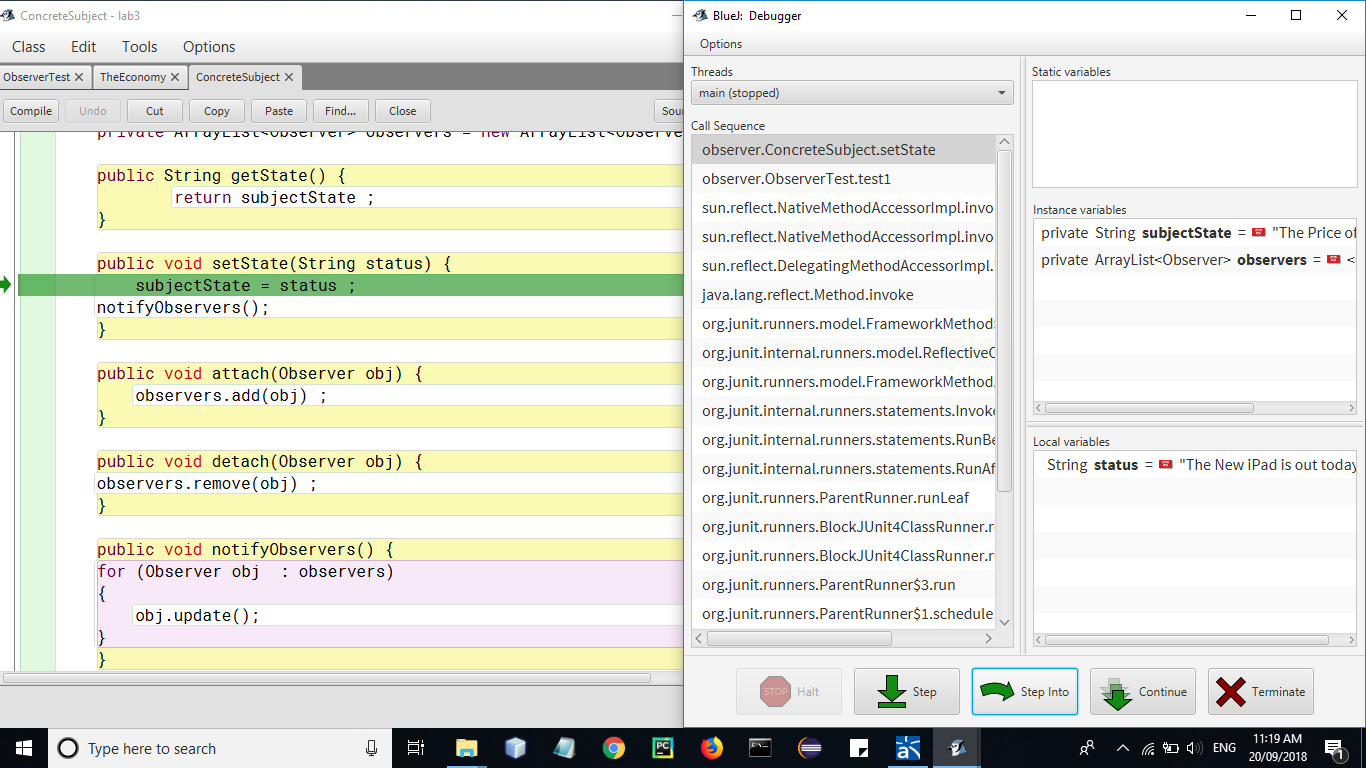 ConcreteSubject - lab3
Class Edit Tools Options
ObserverTest TheEconomy ConcreteSubject
Compile Undo Cut Copy Paste Find... Close Sour
private ArrayList<Observer> observers = new ArrayList<Observe
public String getState() {
return subjectState ;
}
public void setState(String status) {
subjectState = status ;
notifyObservers();
}
public void attach(Observer obj) {
observers.add(obj) ;
}
public void detach(Observer obj) {
observers.remove(obj) ;
}
public void notifyObservers() {
for (Observer obj  : observers)
{
obj.update();
}
}
BlueJ: Debugger
Options
Threads
main (stopped)
Call Sequence
observer.ConcreteSubject.setState
observer.ObserverTest.test1
sun.reflect.NativeMethodAccessorImpl.invo
sun.reflect.NativeMethodAccessorImpl.invo
sun.reflect.DelegatingMethodAccessorImpl.
java.lang.reflect.Method.invoke
org.junit.runners.model.FrameworkMethod
org.junit.internal.runners.model.ReflectiveC
org.junit.runners.model.FrameworkMethod.
org.junit.internal.runners.statements.Invoke
org.junit.internal.runners.statements.RunBe
org.junit.internal.runners.statements.RunAf
org.junit.runners.ParentRunner.runLeaf
org.junit.runners.BlockJUnit4ClassRunner.r
org.junit.runners.BlockJUnit4ClassRunner.r
org.junit.runners.ParentRunner$3.run
org.junit.runners.ParentRunner$1.schedule
Static variables
Instance variables
private String subjectState = "The Price of
private ArrayList<Observer> observers = <
Local variables
String status = "The New iPad is out today
STOP Halt Step Step Into Continue Terminate
Type here to search
PC
ENG
11:19 AM
20/09/2018
1